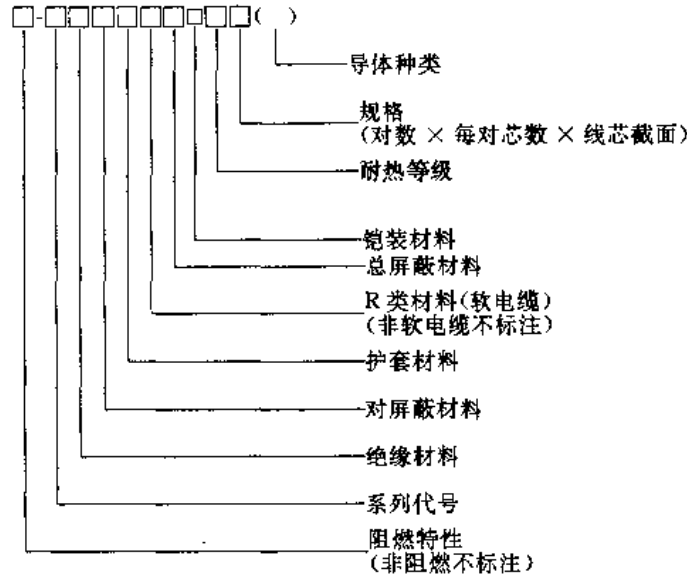 □-□□□□□□□□□( )
导体种类
规格
(对数 × 每对芯数 × 线芯截面)
耐热等级
铠装材料
总屏蔽材料
R 类材料(软电缆)
(非软电缆不标注)
护套材料
对屏蔽材料
绝缘材料
系列代号
阻燃特性
(非阻燃不标注)